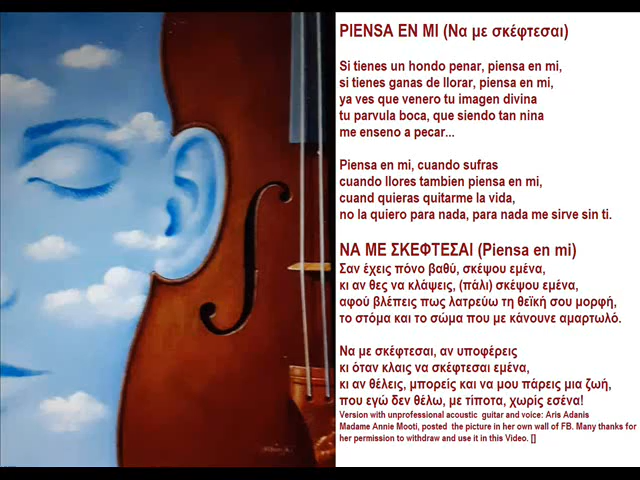 PIENSA EN MI (Να με σκέφτεσαι)
Si tienes un hondo penar, piensa en mi,
si tienes ganas de llorar, piensa en mi,
ya ves que venero tu imagen divina
tu parvula boca, que siendo tan nina
me enseno a pecar...
Piensa en mi, cuando sufras
cuando llores tambien piensa en mi,
cuand quieras quitarme la vida,
no la quiero para nada, para nada me sirve sin ti.
ΝΑ ΜΕ ΣΚΕΦΤΕΣΑΙ (Piensa en mi)
Σαν έχεις πόνο βαθύ, σκέψου εμένα,
κι αν θες να κλάψεις, (πάλι) σκέψου εμένα,
αφού βλέπεις πως λατρεύω τη θεϊκή σου μορφή,
το στόμα και το σώμα που με κάνουνε αμαρτωλό.
Να με σκέφτεσαι, αν υποφέρεις
κι όταν κλαις να σκέφτεσαι εμένα,
κι αν θέλεις, μπορείς και να μου πάρεις μια ζωή,
που εγώ δεν θέλω, με τίποτα, χωρίς εσένα!
Version with unprofessional acoustic guitar and voice: Aris Adanis
Madame Annie Mooti, posted the picture in her own wall of FB. Many thanks for
her permission to withdraw and use it in this Video. []